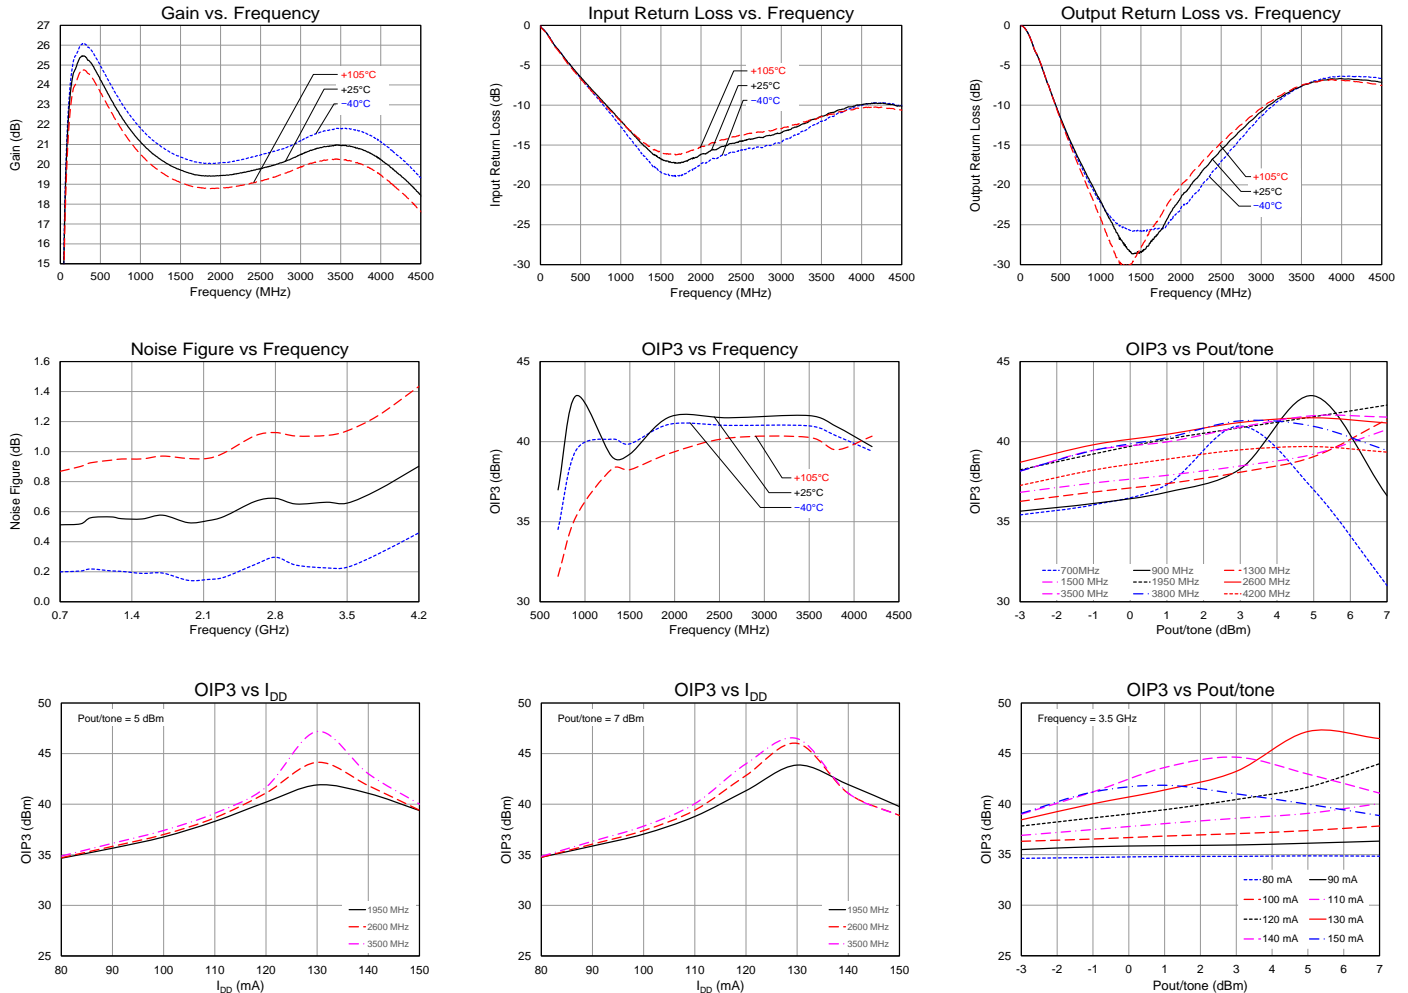 Gain vs. Frequency
27
26
25
24
23
22
21
20
19
18
17
16
15
Gain (dB)
+105°C
+25°C
−40°C
0 500 1000 1500 2000 2500 3000 3500 4000 4500
Frequency (MHz)
Input Return Loss vs. Frequency
0
-5
-10
-15
-20
-25
-30
Input Return Loss (dB)
+105°C
+25°C
−40°C
0 500 1000 1500 2000 2500 3000 3500 4000 4500
Frequency (MHz)
Output Return Loss vs. Frequency
0
-5
-10
-15
-20
-25
-30
Output Return Loss (dB)
+105°C
+25°C
−40°C
0 500 1000 1500 2000 2500 3000 3500 4000 4500
Frequency (MHz)
Noise Figure vs Frequency
1.6
1.4
1.2
1.0
0.8
0.6
0.4
0.2
0.0
Noise Figure (dB)
0.7 1.4 2.1 2.8 3.5 4.2
Frequency (GHz)
OIP3 vs Frequency
45
40
35
30
OIP3 (dBm)
+105°C
+25°C
−40°C
500 1000 1500 2000 2500 3000 3500 4000 4500
Frequency (MHz)
OIP3 vs Pout/tone
45
40
35
30
OIP3 (dBm)
700MHz 900 MHz 1300 MHz
1500 MHz 1950 MHz 2600 MHz
3500 MHz 3800 MHz 4200 MHz
-3 -2 -1 0 1 2 3 4 5 6 7
Pout/tone (dBm)
OIP3 vs IDD
50
45
40
35
30
25
OIP3 (dBm)
Pout/tone = 5 dBm
1950 MHz
2600 MHz
3500 MHz
80 90 100 110 120 130 140 150
IDD (mA)
OIP3 vs IDD
50
45
40
35
30
25
OIP3 (dBm)
Pout/tone = 7 dBm
1950 MHz
2600 MHz
3500 MHz
80 90 100 110 120 130 140 150
IDD (mA)
OIP3 vs Pout/tone
50
45
40
35
30
25
OIP3 (dBm)
Frequency = 3.5 GHz
80 mA 90 mA
100 mA 110 mA
120 mA 130 mA
140 mA 150 mA
-3 -2 -1 0 1 2 3 4 5 6 7
Pout/tone (dBm)